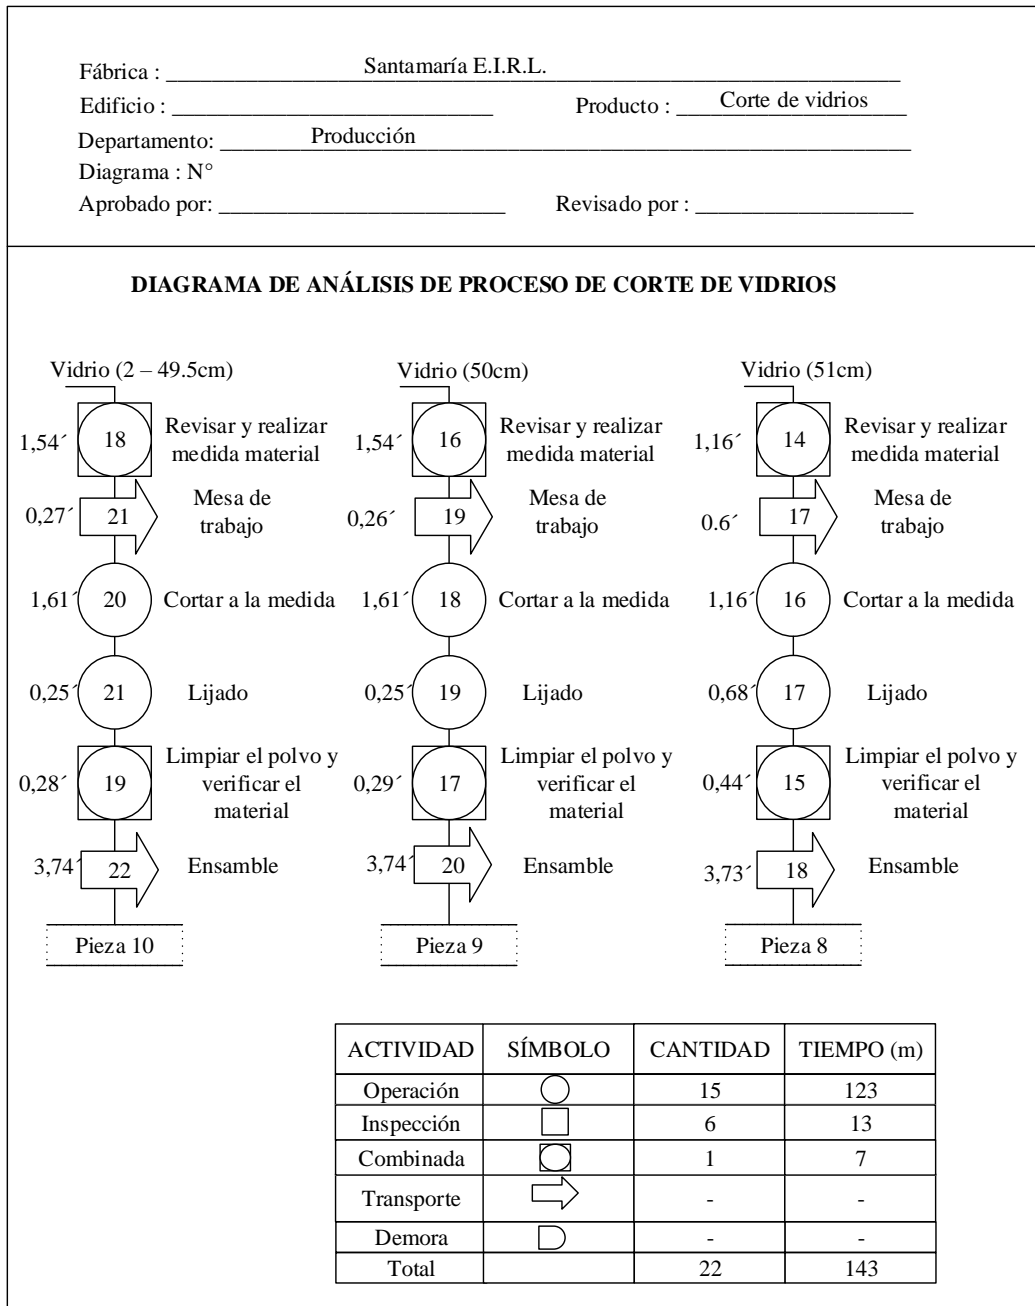 Fábrica : Santamaría E.I.R.L.
Edificio : Producto : Corte de vidrios
Departamento: Producción
Diagrama : N°
Aprobado por: Revisado por :
DIAGRAMA DE ANÁLISIS DE PROCESO DE CORTE DE VIDRIOS
Vidrio (2 – 49.5cm)
1,54´ 18 Revisar y realizar
medida material
0,27´ 21 Mesa de
trabajo
1,61´ 20 Cortar a la medida
0,25´ 21 Lijado
0,28´ 19 Limpiar el polvo y
verificar el
material
3,74´ 22 Ensamble
Pieza 10
Vidrio (50cm)
1,54´ 16 Revisar y realizar
medida material
0,26´ 19 Mesa de
trabajo
1,61´ 18 Cortar a la medida
0,25´ 19 Lijado
0,29´ 17 Limpiar el polvo y
verificar el
material
3,74´ 20 Ensamble
Pieza 9
Vidrio (51cm)
1,16´ 14 Revisar y realizar
medida material
0.6´ 17 Mesa de
trabajo
1,16´ 16 Cortar a la medida
0,68´ 17 Lijado
0,44´ 15 Limpiar el polvo y
verificar el
material
3,73´ 18 Ensamble
Pieza 8
ACTIVIDAD SÍMBOLO CANTIDAD TIEMPO (m)
Operación 15 123
Inspección 6 13
Combinada 1 7
Transporte - -
Demora - -
Total 22 143